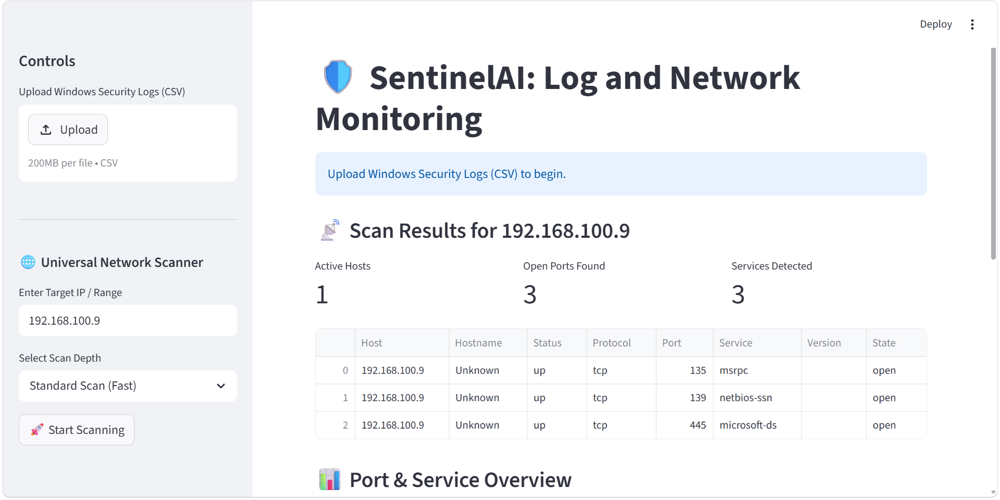 Deploy
Controls
Upload Windows Security Logs (CSV)
Upload
200MB per file • CSV
Universal Network Scanner
Enter Target IP / Range
192.168.100.9
Select Scan Depth
Standard Scan (Fast)
Start Scanning
SentinelAI: Log and Network
Monitoring
Upload Windows Security Logs (CSV) to begin.
Scan Results for 192.168.100.9
Active Hosts Open Ports Found Services Detected
1 3 3
Host Hostname Status Protocol Port Service Version State
0 192.168.100.9 Unknown up tcp 135 msrpc open
1 192.168.100.9 Unknown up tcp 139 netbios-ssn open
2 192.168.100.9 Unknown up tcp 445 microsoft-ds open
Port & Service Overview